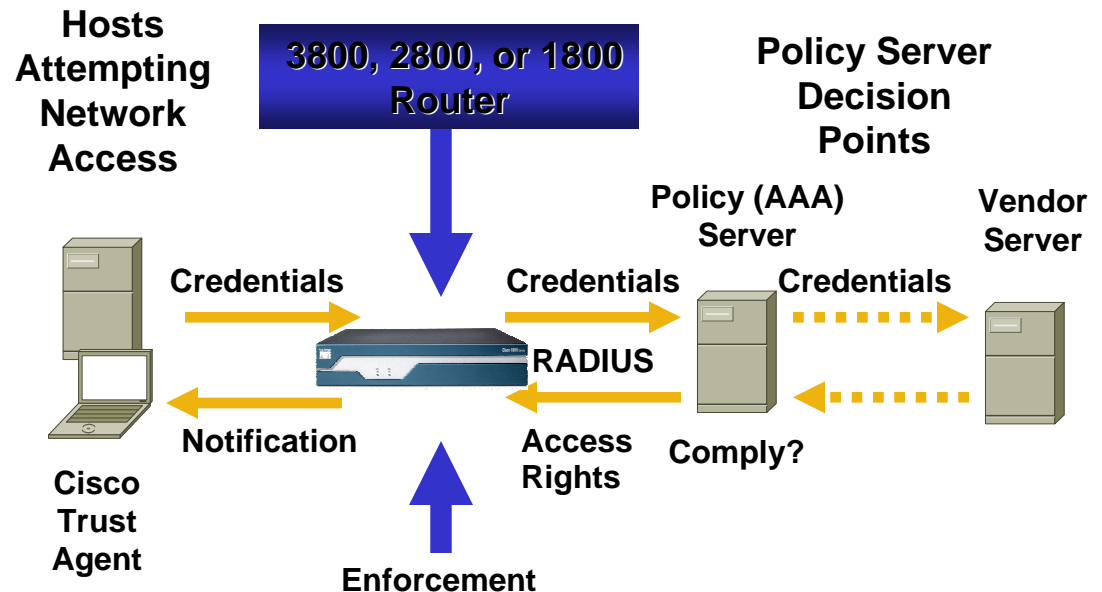 Hosts
Attempting
Network
Access
3800, 2800, or 1800
Router
Policy Server
Decision
Points
Policy (AAA)
Server
Vendor
Server
Credentials
Credentials
Credentials
RADIUS
Notification
Access
Rights
Comply?
Cisco
Trust
Agent
Enforcement